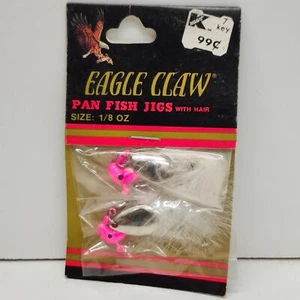 K 7
key
99¢
EAGLE CLAW®
PAN FISH JIGS WITH HAIR
SIZE: 1/8 OZ